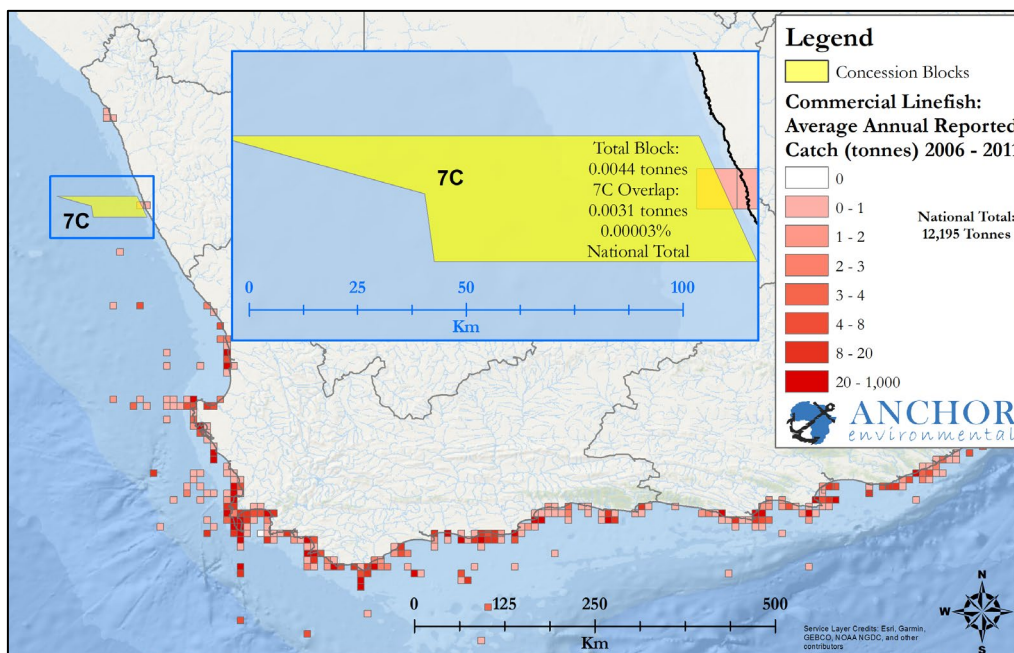 Legend
Concession Blocks
Commercial Linefish:
Average Annual Reported
Catch (tonnes) 2006 - 2011
0
0 - 1
1 - 2
2 - 3
3 - 4
4 - 8
8 - 20
20 - 1,000
National Total:
12,195 Tonnes
ANCHOR
environmental
7C
Total Block:
0.0044 tonnes
7C Overlap:
0.0031 tonnes
0.00003%
National Total
0 25 50 100
Km
7C
0 125 250 500
Km
N
W E
S
Service Layer Credits: Esri, Garmin,
GEBCO, NOAA NGDC, and other
contributors